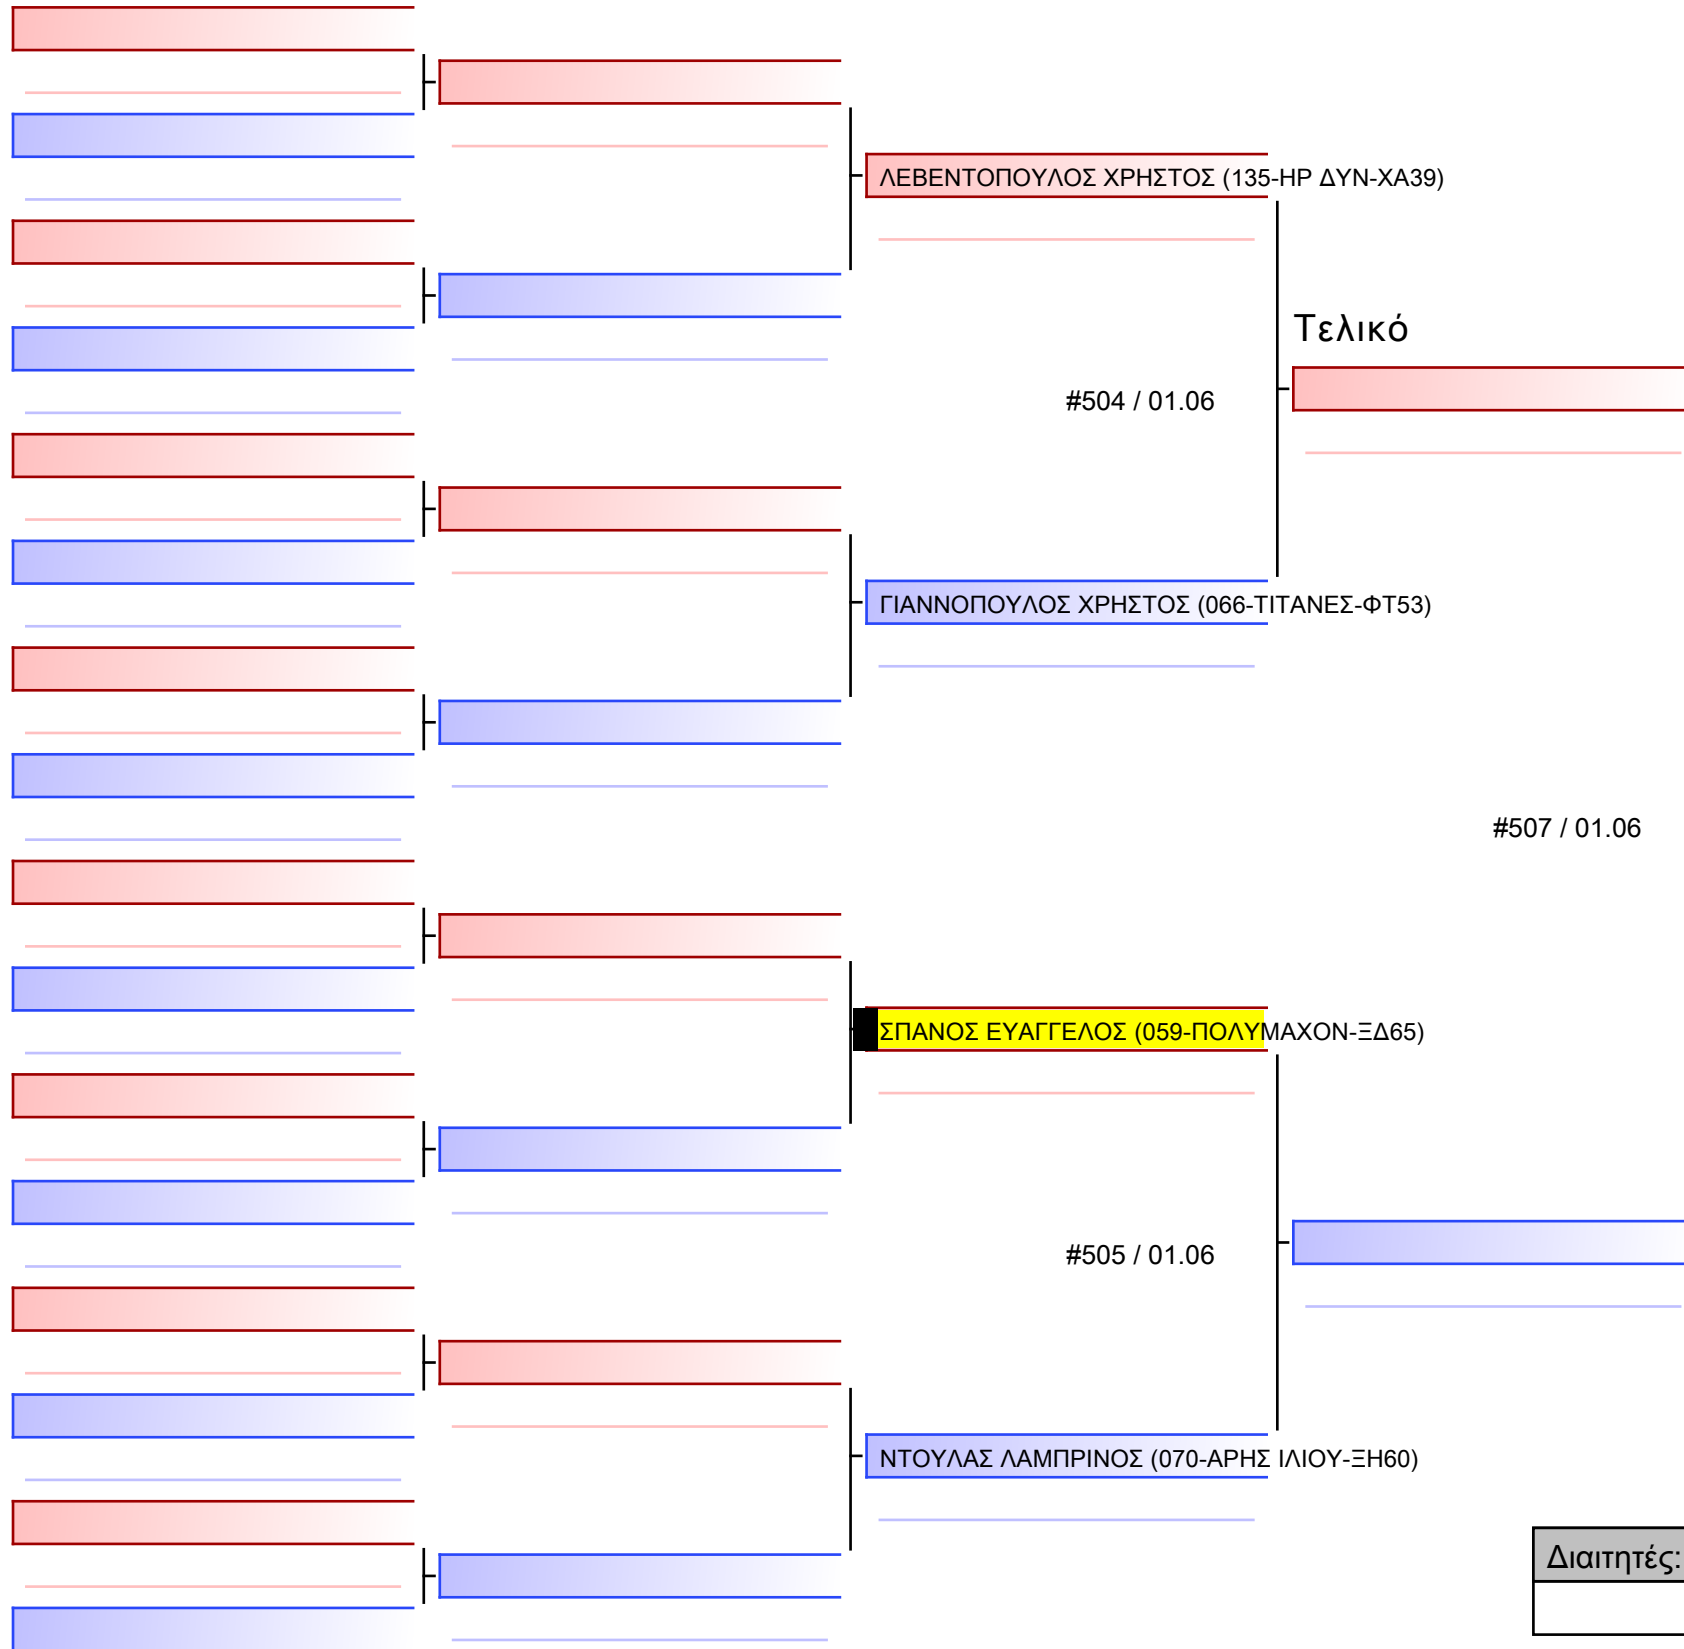 ΛΕΒΕΝΤΟΠΟΥΛΟΣ ΧΡΗΣΤΟΣ (135-ΗΡ ΔΥΝ-ΧΑ39)
Τελικό
#504 / 01.06
ΓΙΑΝΝΟΠΟΥΛΟΣ ΧΡΗΣΤΟΣ (066-ΤΙΤΑΝΕΣ-ΦΤ53)
#507 / 01.06
ΣΠΑΝΟΣ ΕΥΑΓΓΕΛΟΣ (059-ΠΟΛΥΜΑΧΟΝ-ΞΔ65)
#505 / 01.06
ΝΤΟΥΛΑΣ ΛΑΜΠΡΙΝΟΣ (070-ΑΡΗΣ ΙΛΙΟΥ-ΞΗ60)
Διαιτητές: